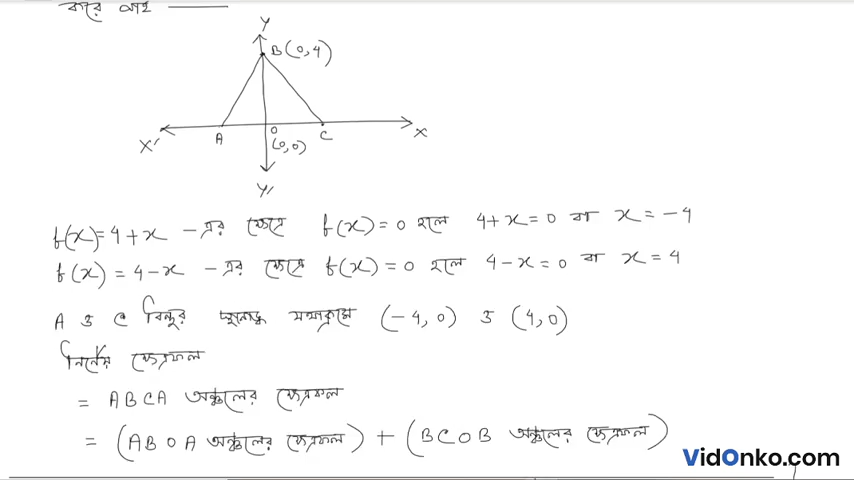 করে পাই
Y
B(0,4)
X′ A O C X
(0,0)
Y′
f(x)=4+x -এর ক্ষেত্রে f(x)=0 হলে 4+x=0 বা x=-4
f(x)=4-x -এর ক্ষেত্রে f(x)=0 হলে 4-x=0 বা x=4
A ও C বিন্দুর স্থানাঙ্ক যথাক্রমে (-4,0) ও (4,0)
নির্ণেয় ক্ষেত্রফল
= ABCA অঞ্চলের ক্ষেত্রফল
= (ABOA অঞ্চলের ক্ষেত্রফল) + (BCOB অঞ্চলের ক্ষেত্রফল)
VidOnko.com